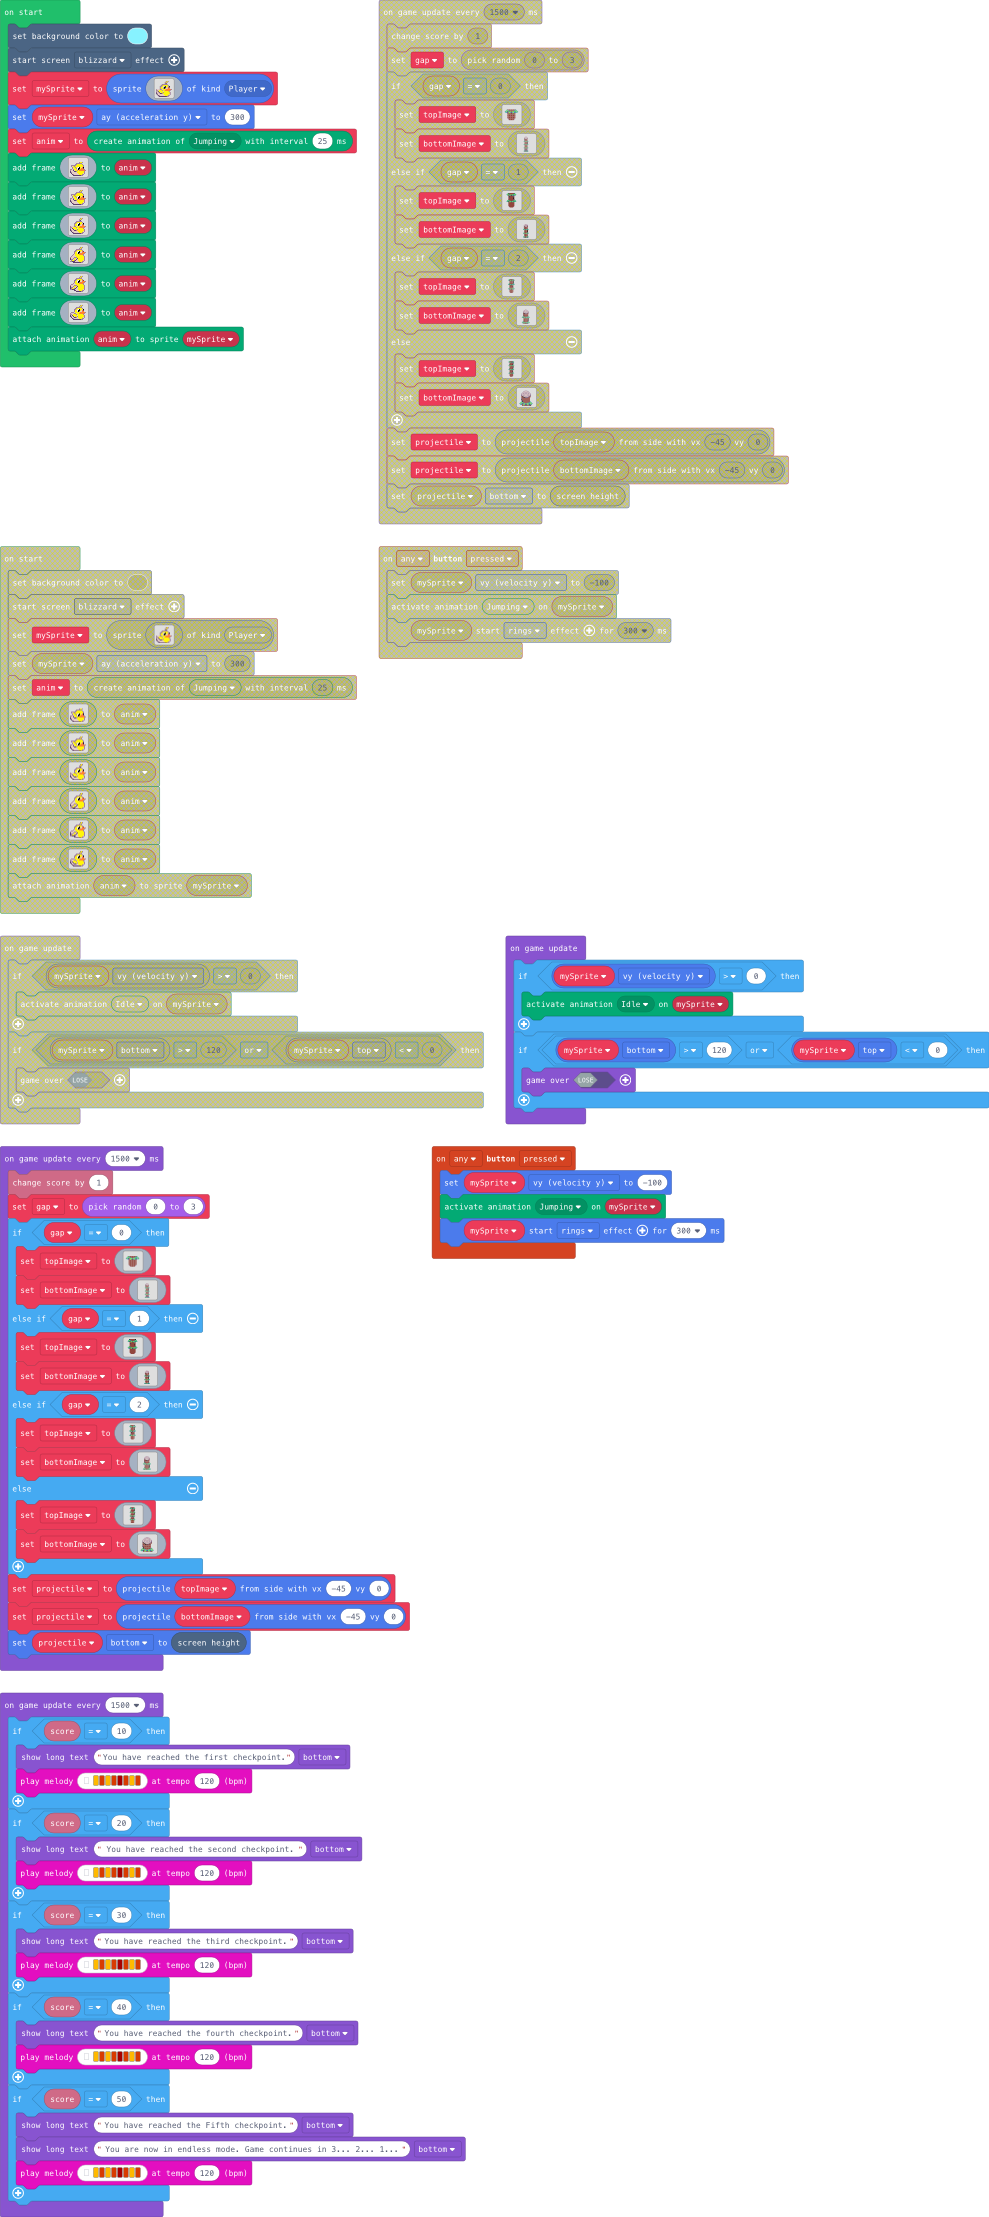 on start
set background color to
start screen blizzard effect
set mySprite to sprite of kind Player
set mySprite ay (acceleration y) to 300
set anim to create animation of Jumping with interval 25 ms
add frame to anim
add frame to anim
add frame to anim
add frame to anim
add frame to anim
add frame to anim
attach animation anim to sprite mySprite
on game update every 1500 ms
change score by 1
set gap to pick random 0 to 3
if gap = 0 then
set topImage to
set bottomImage to
else if gap = 1 then
set topImage to
set bottomImage to
else if gap = 2 then
set topImage to
set bottomImage to
else
set topImage to
set bottomImage to
set projectile to projectile topImage from side with vx -45 vy 0
set projectile to projectile bottomImage from side with vx -45 vy 0
set projectile bottom to screen height
on start
set background color to
start screen blizzard effect
set mySprite to sprite of kind Player
set mySprite ay (acceleration y) to 300
set anim to create animation of Jumping with interval 25 ms
add frame to anim
add frame to anim
add frame to anim
add frame to anim
add frame to anim
add frame to anim
attach animation anim to sprite mySprite
on any button pressed
set mySprite vy (velocity y) to -100
activate animation Jumping on mySprite
mySprite start rings effect for 300 ms
on game update
if mySprite vy (velocity y) > 0 then
activate animation Idle on mySprite
if mySprite bottom > 120 or mySprite top < 0 then
game over LOSE
on game update
if mySprite vy (velocity y) > 0 then
activate animation Idle on mySprite
if mySprite bottom > 120 or mySprite top < 0 then
game over LOSE
on game update every 1500 ms
change score by 1
set gap to pick random 0 to 3
if gap = 0 then
set topImage to
set bottomImage to
else if gap = 1 then
set topImage to
set bottomImage to
else if gap = 2 then
set topImage to
set bottomImage to
else
set topImage to
set bottomImage to
set projectile to projectile topImage from side with vx -45 vy 0
set projectile to projectile bottomImage from side with vx -45 vy 0
set projectile bottom to screen height
on any button pressed
set mySprite vy (velocity y) to -100
activate animation Jumping on mySprite
mySprite start rings effect for 300 ms
on game update every 1500 ms
if score = 10 then
show long text "You have reached the first checkpoint." bottom
play melody at tempo 120 (bpm)
if score = 20 then
show long text " You have reached the second checkpoint. " bottom
play melody at tempo 120 (bpm)
if score = 30 then
show long text " You have reached the third checkpoint. " bottom
play melody at tempo 120 (bpm)
if score = 40 then
show long text " You have reached the fourth checkpoint. " bottom
play melody at tempo 120 (bpm)
if score = 50 then
show long text " You have reached the Fifth checkpoint. " bottom
show long text " You are now in endless mode. Game continues in 3... 2... 1... " bottom
play melody at tempo 120 (bpm)